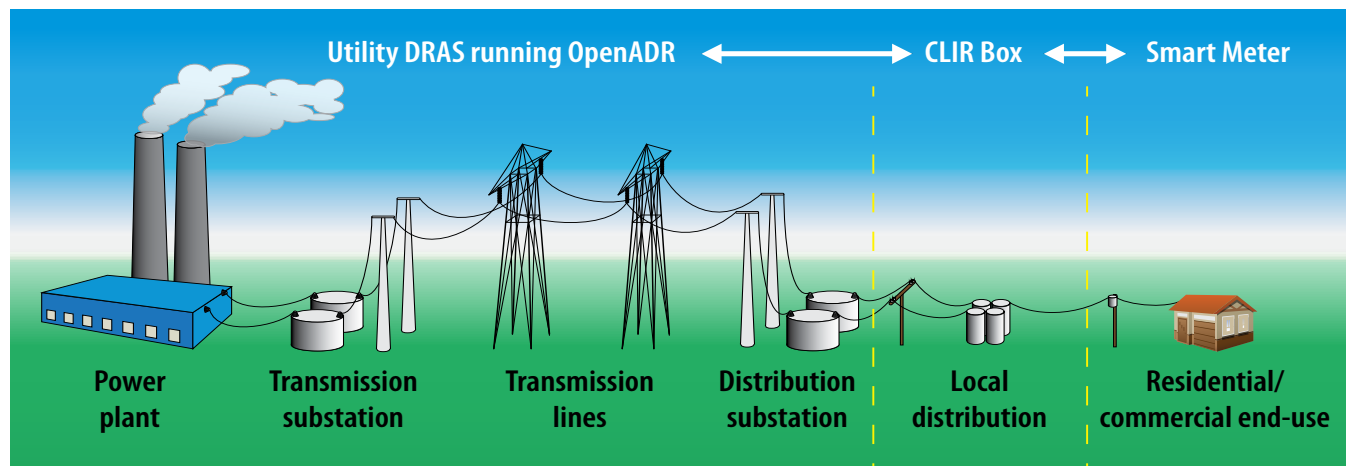 Utility DRAS running OpenADR
CLIR Box
Smart Meter
Power
plant
Transmission
substation
Transmission
lines
Distribution
substation
Local
distribution
Residential/
commercial end-use